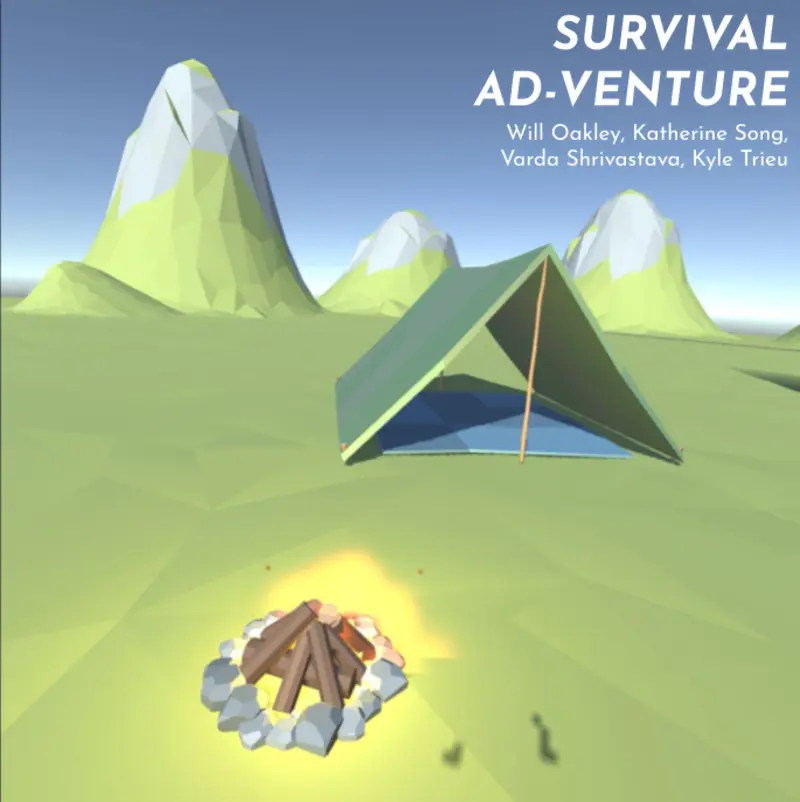 SURVIVAL
AD-VENTURE
Will Oakley, Katherine Song,
Varda Shrivastava, Kyle Trieu